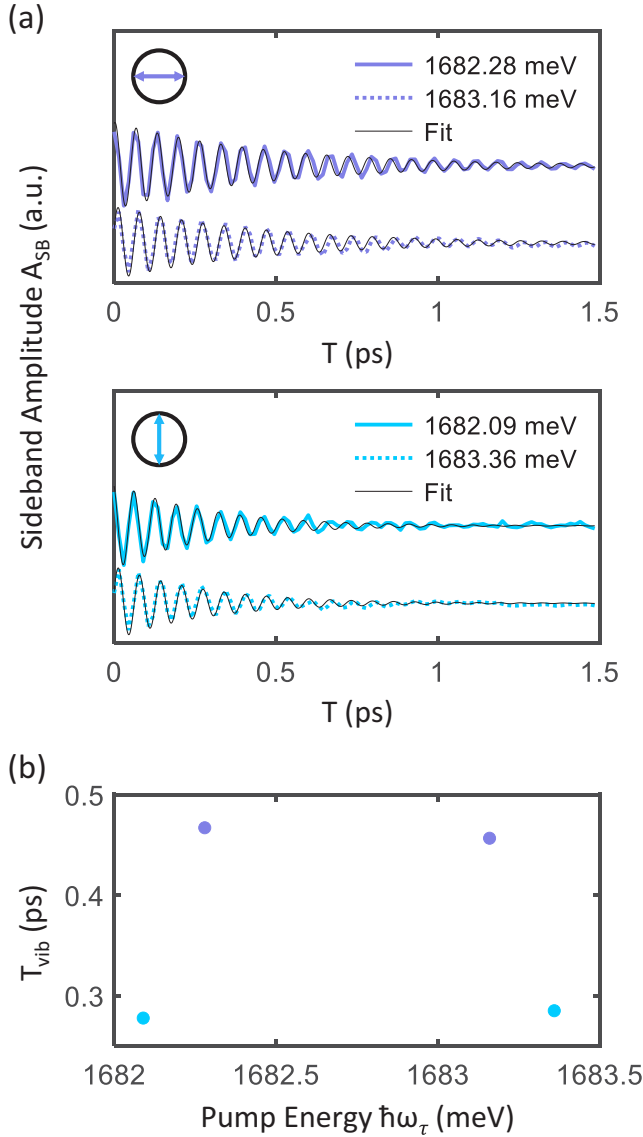 (a)
Sideband Amplitude A_SB (a.u.)
1682.28 meV
1683.16 meV
Fit
0 0.5 1 1.5
T (ps)
1682.09 meV
1683.36 meV
Fit
0 0.5 1 1.5
T (ps)
(b)
T_vib (ps)
0.5
0.4
0.3
1682 1682.5 1683 1683.5
Pump Energy ħω_τ (meV)